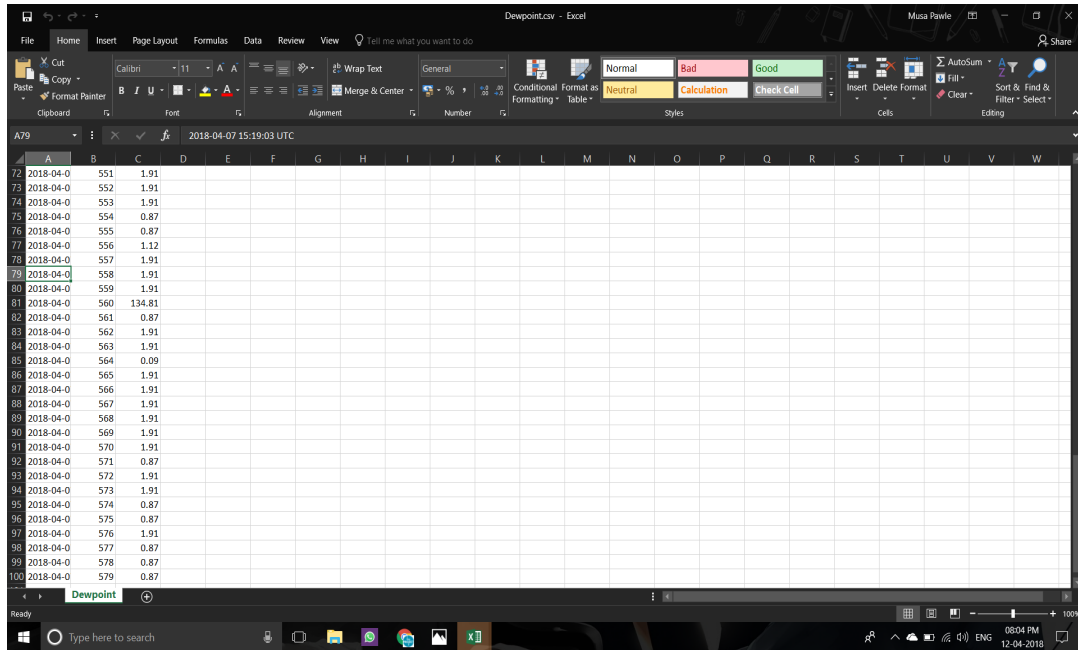 Dewpoint.csv - Excel
Musa Pawle
File Home Insert Page Layout Formulas Data Review View Tell me what you want to do
Share
Paste
Cut
Copy
Format Painter
Clipboard
Calibri 11 A A
B I U A
Font
Wrap Text
Merge & Center
Alignment
General
% ,
Number
Conditional Formatting
Format as Table
Normal Bad Good
Neutral Calculation Check Cell
Styles
Insert Delete Format
Cells
AutoSum
Fill
Clear
Sort & Filter
Find & Select
Editing
A79 fx 2018-04-07 15:19:03 UTC
A B C D E F G H I J K L M N O P Q R S T U V W
72 2018-04-0 551 1.91
73 2018-04-0 552 1.91
74 2018-04-0 553 1.91
75 2018-04-0 554 0.87
76 2018-04-0 555 0.87
77 2018-04-0 556 1.12
78 2018-04-0 557 1.91
79 2018-04-0 558 1.91
80 2018-04-0 559 1.91
81 2018-04-0 560 134.81
82 2018-04-0 561 0.87
83 2018-04-0 562 1.91
84 2018-04-0 563 1.91
85 2018-04-0 564 0.09
86 2018-04-0 565 1.91
87 2018-04-0 566 1.91
88 2018-04-0 567 1.91
89 2018-04-0 568 1.91
90 2018-04-0 569 1.91
91 2018-04-0 570 1.91
92 2018-04-0 571 0.87
93 2018-04-0 572 1.91
94 2018-04-0 573 1.91
95 2018-04-0 574 0.87
96 2018-04-0 575 0.87
97 2018-04-0 576 1.91
98 2018-04-0 577 0.87
99 2018-04-0 578 0.87
100 2018-04-0 579 0.87
Dewpoint
Ready
100%
Type here to search
ENG
08:04 PM
12-04-2018